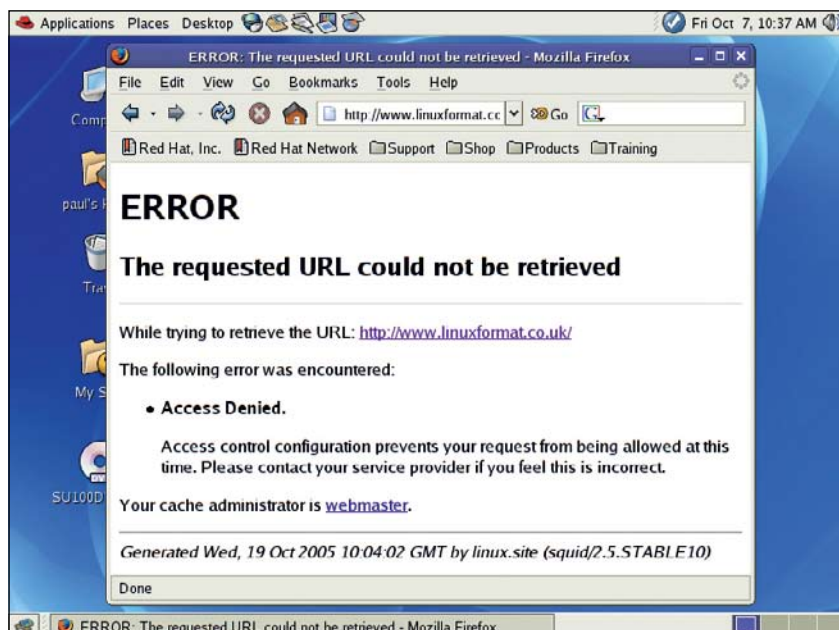 Applications Places Desktop Fri Oct 7, 10:37 AM
ERROR: The requested URL could not be retrieved - Mozilla Firefox
File Edit View Go Bookmarks Tools Help
http://www.linuxformat.cc Go G
Red Hat, Inc. Red Hat Network Support Shop Products Training
Comp
paul's H
Tra
My S
SU100D
ERROR
The requested URL could not be retrieved
While trying to retrieve the URL: http://www.linuxformat.co.uk/
The following error was encountered:
• Access Denied.
Access control configuration prevents your request from being allowed at this
time. Please contact your service provider if you feel this is incorrect.
Your cache administrator is webmaster.
Generated Wed, 19 Oct 2005 10:04:02 GMT by linux.site (squid/2.5.STABLE10)
Done
ERROR: The requested URL could not be retrieved - Mozilla Firefox